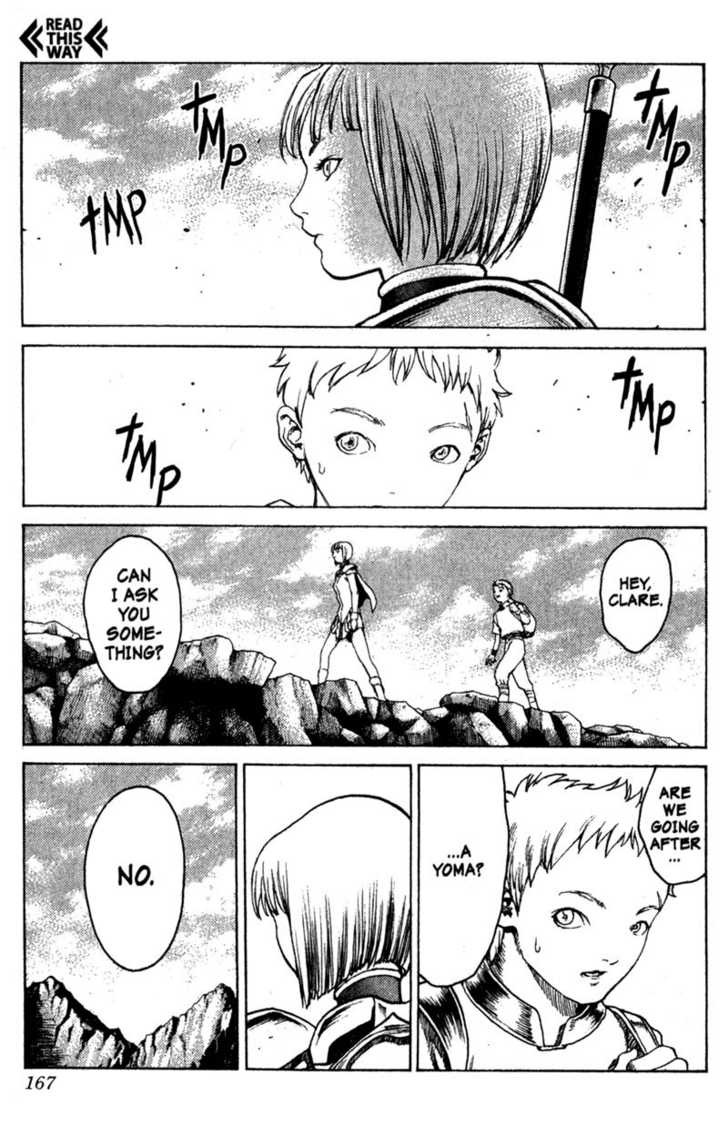 READ
THIS
WAY
TMP
TMP
TMP
TMP
TMP
HEY,
CLARE.
CAN
I ASK
YOU
SOME-
THING?
ARE
WE
GOING
AFTER
...
...A
YOMA?
NO.
167